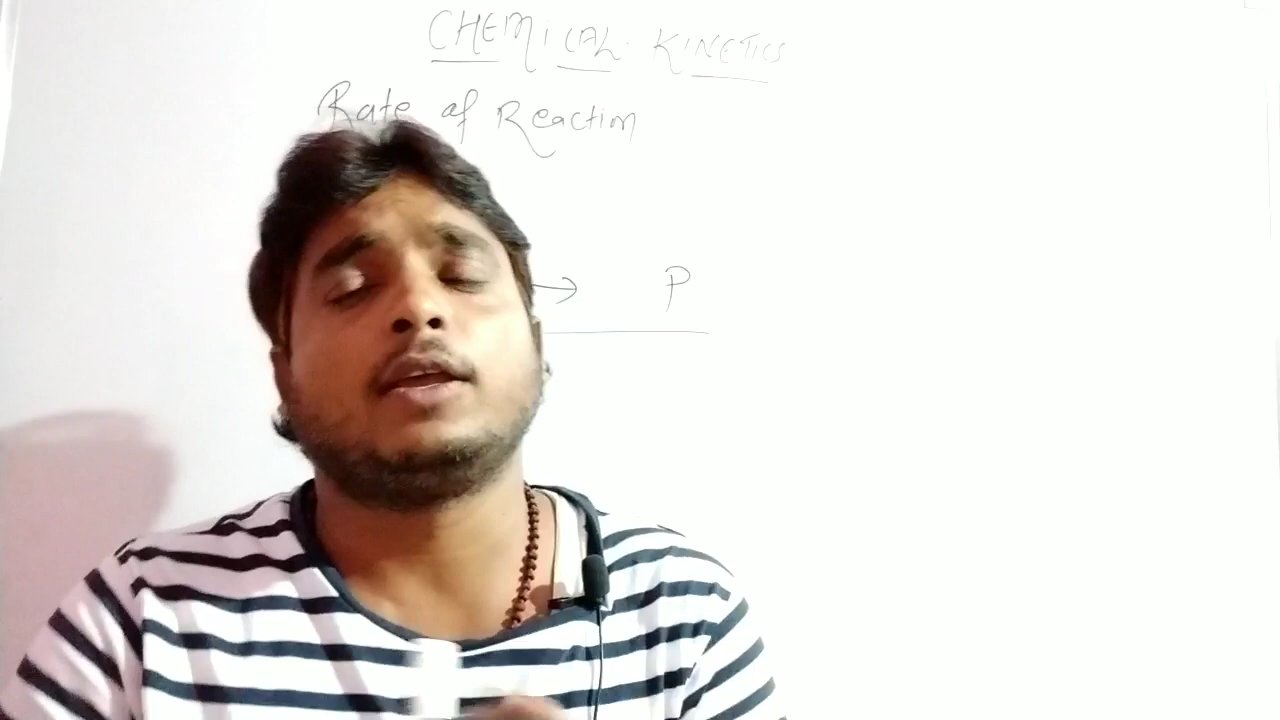 CHEMICAL KINETICS
Rate of Reaction
→ P